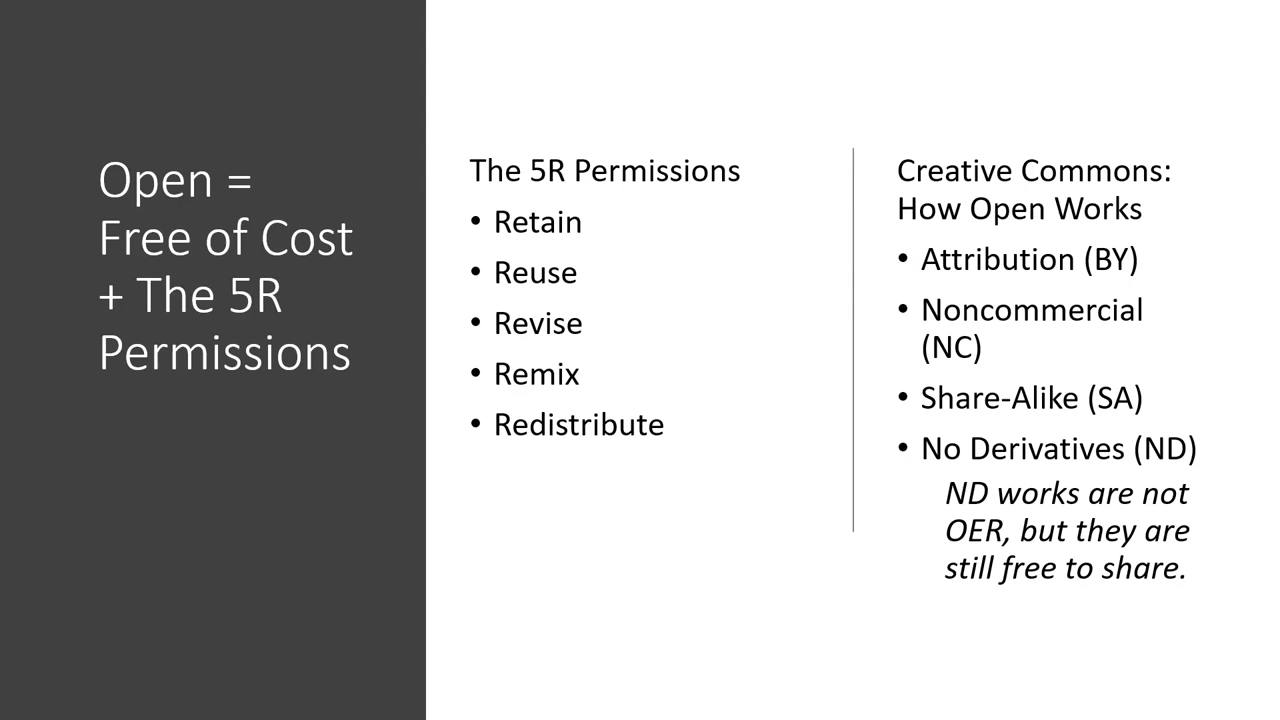 Open =
Free of Cost
+ The 5R
Permissions
The 5R Permissions
• Retain
• Reuse
• Revise
• Remix
• Redistribute
Creative Commons:
How Open Works
• Attribution (BY)
• Noncommercial
(NC)
• Share-Alike (SA)
• No Derivatives (ND)
ND works are not
OER, but they are
still free to share.